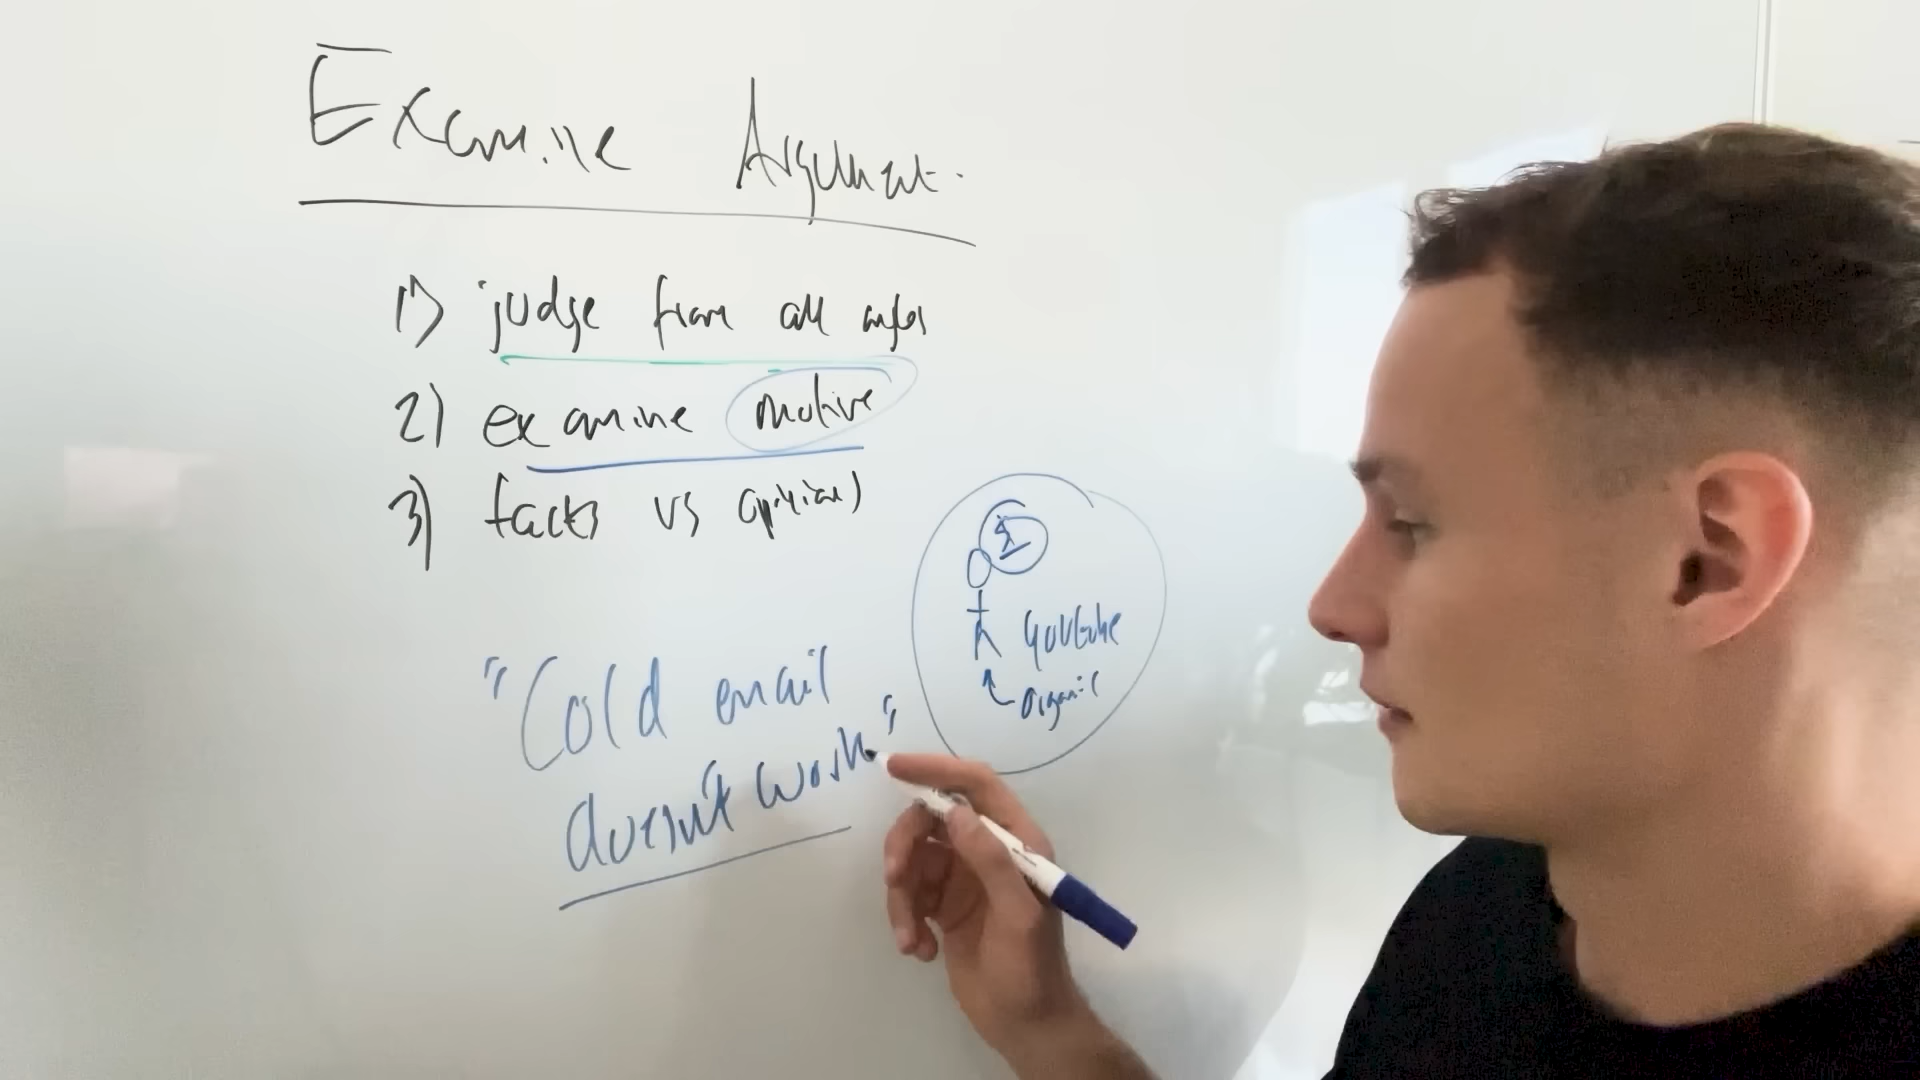 Examine Argument.
1) judge from all angles
2) examine motive
3) facts vs opinions
"Cold email
doesn't work"
youtube
organic